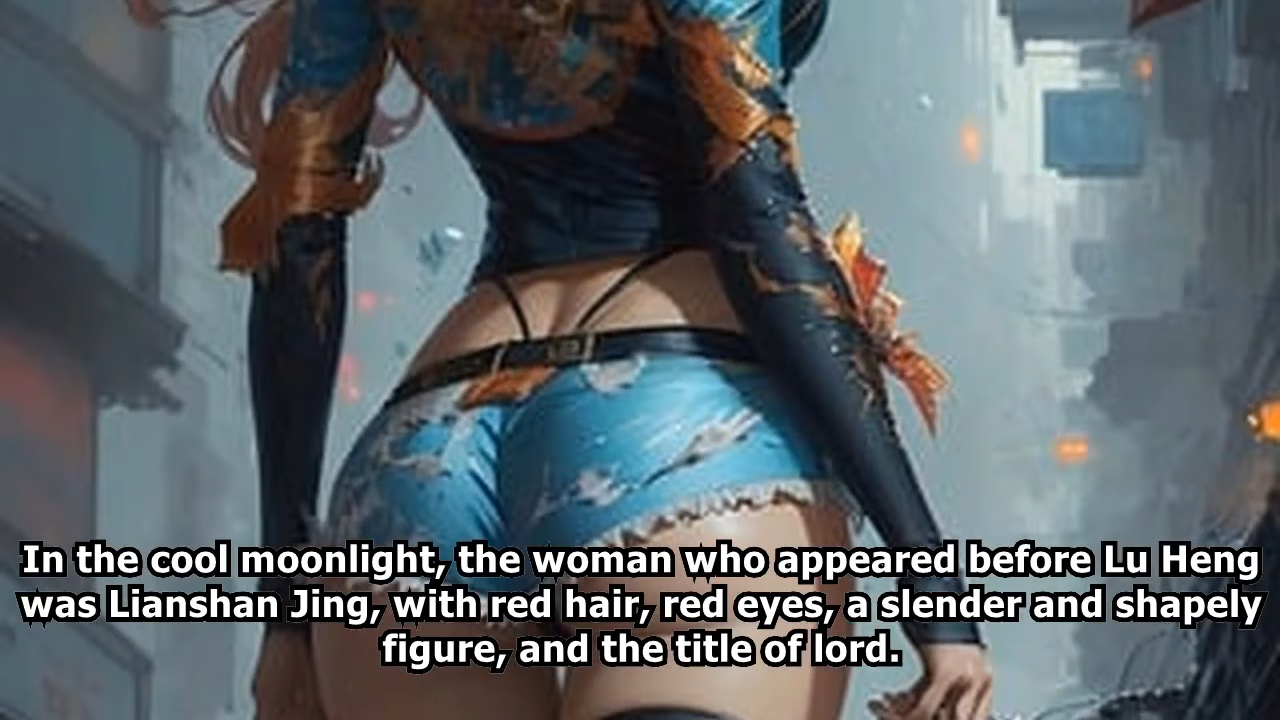 In the cool moonlight, the woman who appeared before Lu Heng
was Lianshan Jing, with red hair, red eyes, a slender and shapely
figure, and the title of lord.